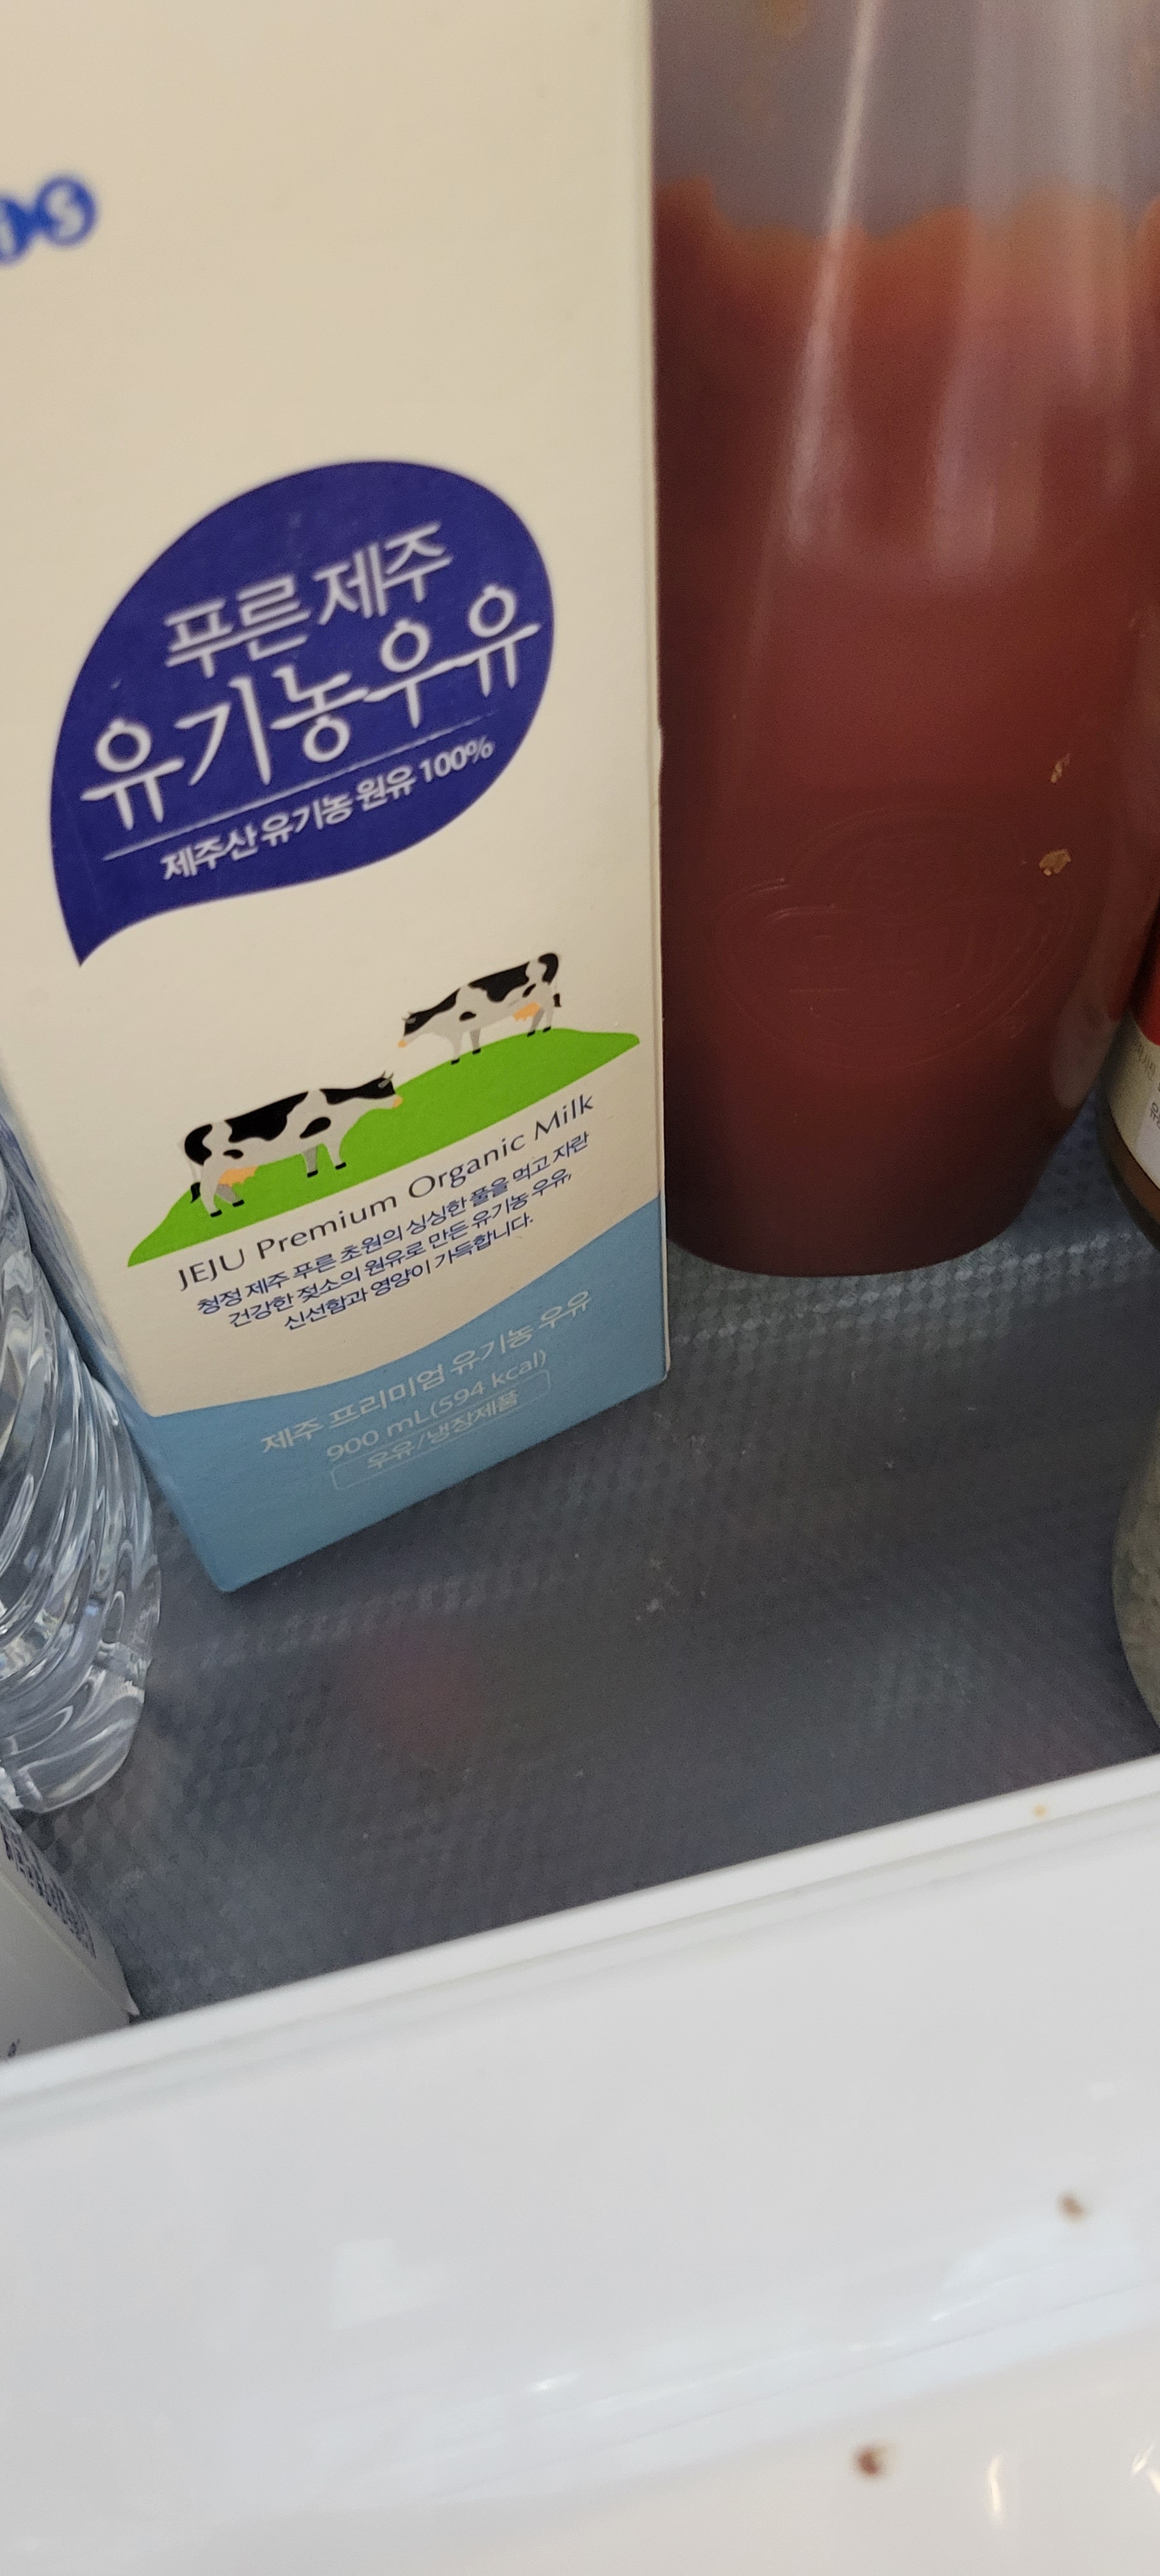 is
푸른 제주
유기농우유
제주산 유기농 원유 100%
JEJU Premium Organic Milk
청정 제주 푸른 초원의 싱싱한 풀을 먹고 자란
건강한 젖소의 원유로 만든 유기농 우유,
신선함과 영양이 가득합니다.
제주 프리미엄 유기농 우유
900 mL(594 kcal)
우유/냉장제품